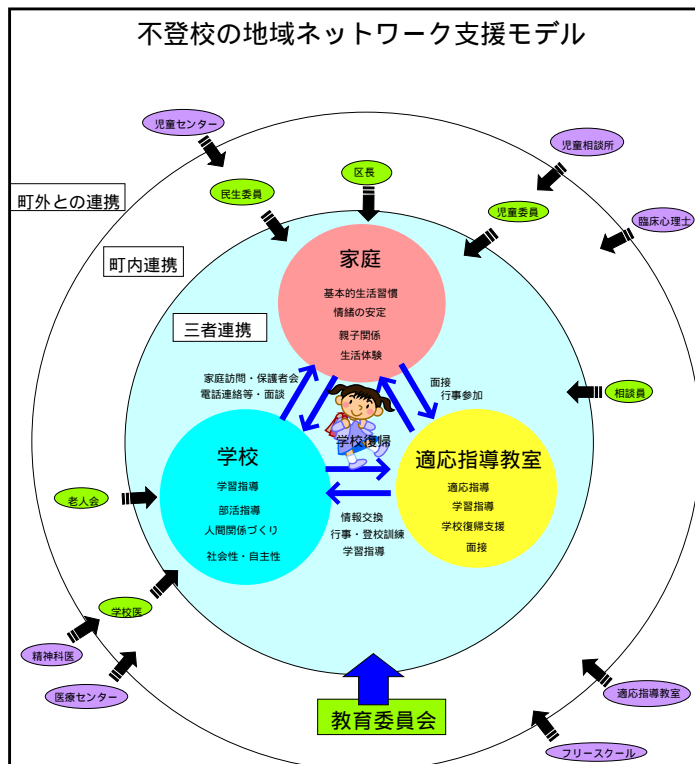 不登校の地域ネットワーク支援モデル
児童センター
児童相談所
区長
民生委員
町外との連携
児童委員
臨床心理士
町内連携
家庭
基本的生活習慣
情緒の安定
親子関係
生活体験
三者連携
家庭訪問・保護者会
電話連絡等・面談
面接
行事参加
相談員
学校復帰
学校
学習指導
部活指導
人間関係づくり
社会性・自主性
適応指導教室
適応指導
学習指導
学校復帰支援
面接
老人会
情報交換
行事・登校訓練
学習指導
学校医
精神科医
医療センター
教育委員会
適応指導教室
フリースクール